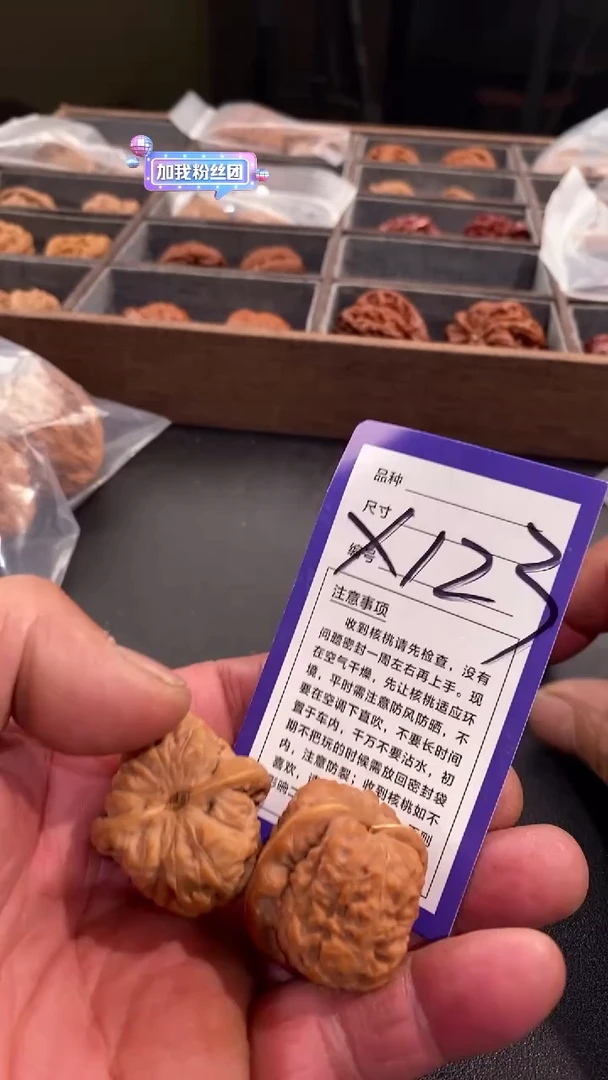 加我粉丝团
品种
尺寸
编号
X123
注意事项
收到核桃请先检查，没有
问题密封一周左右再上手。现
在空气干燥，先让核桃适应环
境，平时需注意防风防晒，不
要在空调下直吹，不要长时间
置于车内，千万不要沾水，初
期不把玩的时候需放回密封袋
内，注意防裂；收到核桃如不
喜欢，